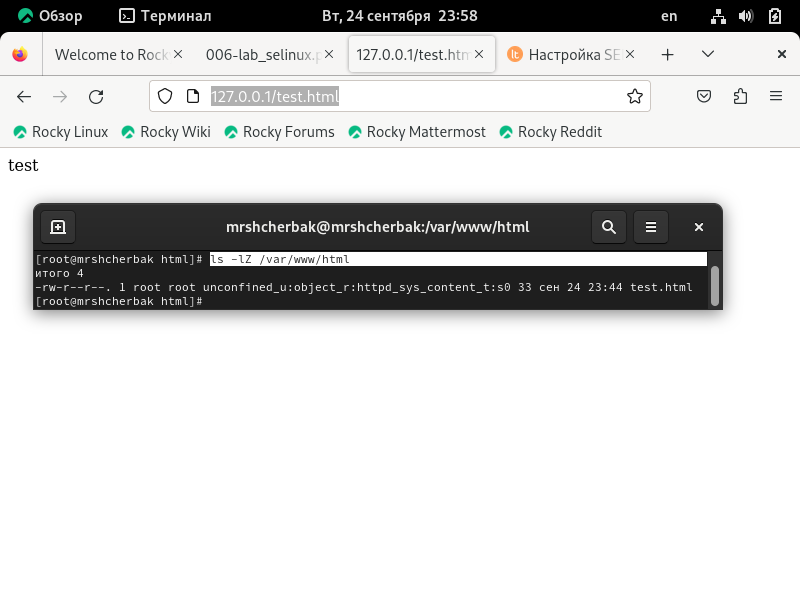 Обзор Терминал Вт, 24 сентября 23:58 en
Welcome to Rock 006-lab_selinux.p 127.0.0.1/test.htm Настройка SE
127.0.0.1/test.html
Rocky Linux Rocky Wiki Rocky Forums Rocky Mattermost Rocky Reddit
test
mrshcherbak@mrshcherbak:/var/www/html
[root@mrshcherbak html]# ls -lZ /var/www/html
итого 4
-rw-r--r--. 1 root root unconfined_u:object_r:httpd_sys_content_t:s0 33 сен 24 23:44 test.html
[root@mrshcherbak html]#